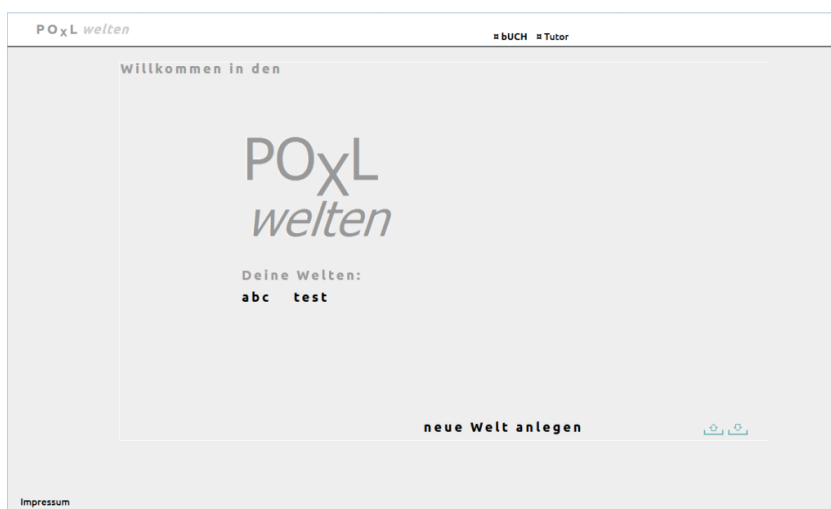 POXL welten
¤ bUCH ¤ Tutor
Willkommen in den
POXL
welten
Deine Welten:
abc test
neue Welt anlegen
Impressum